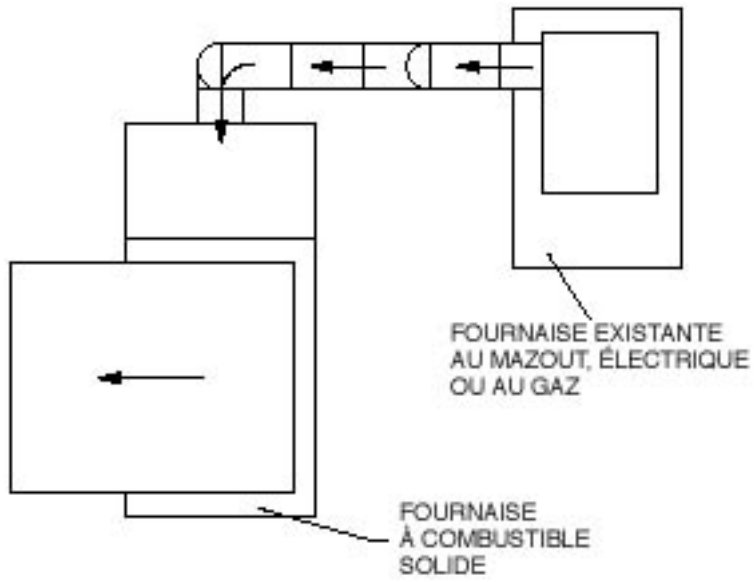 FOURNAISE EXISTANTE
AU MAZOUT, ÉLECTRIQUE
OU AU GAZ
FOURNAISE
À COMBUSTIBLE
SOLIDE